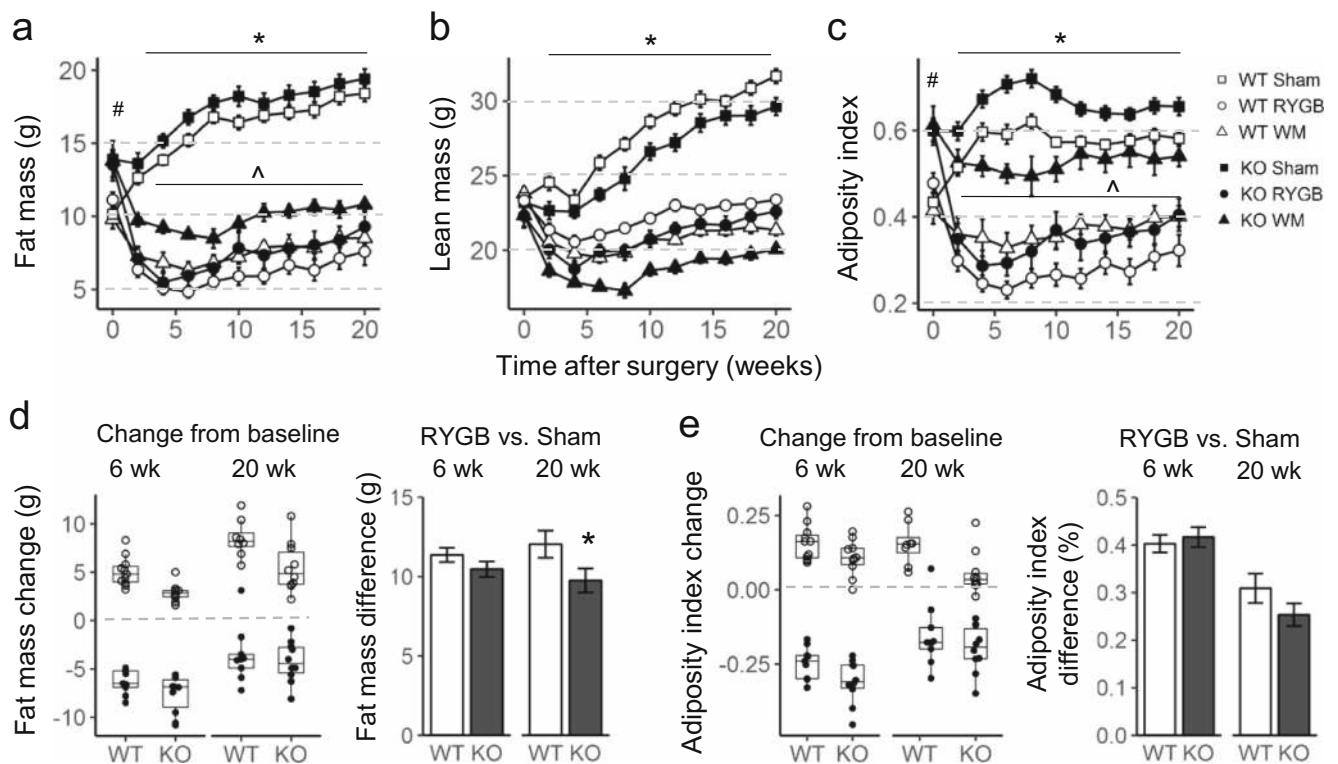 a
*
20
#
15
^
10
5
0 5 10 15 20
Fat mass (g)
b
*
30
25
20
0 5 10 15 20
Lean mass (g)
c
*
#
0.6
^
0.4
0.2
0 5 10 15 20
Adiposity index
WT Sham
WT RYGB
WT WM
KO Sham
KO RYGB
KO WM
Time after surgery (weeks)
d
Change from baseline
6 wk 20 wk
10
5
0
-5
-10
WT KO WT KO
Fat mass change (g)
RYGB vs. Sham
6 wk 20 wk
15
*
10
5
0
WT KO WT KO
Fat mass difference (g)
e
Change from baseline
6 wk 20 wk
0.25
0.00
-0.25
WT KO WT KO
Adiposity index change
RYGB vs. Sham
6 wk 20 wk
0.5
0.4
0.3
0.2
0.1
0.0
WT KO WT KO
Adiposity index
difference (%)